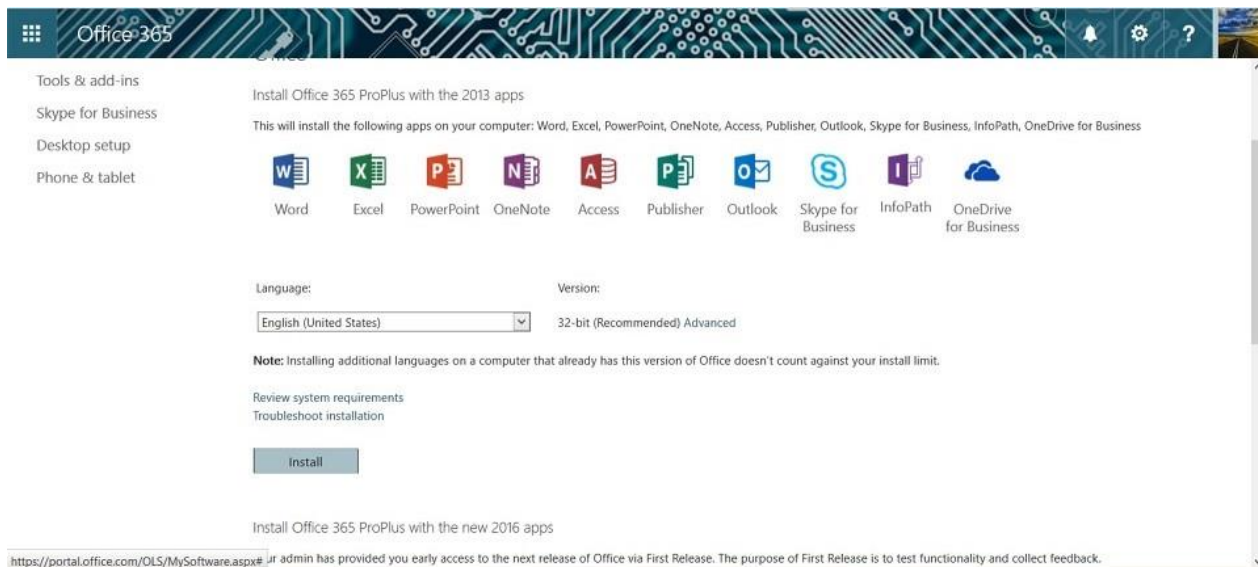 Office 365
Tools & add-ins
Skype for Business
Desktop setup
Phone & tablet
Install Office 365 ProPlus with the 2013 apps
This will install the following apps on your computer: Word, Excel, PowerPoint, OneNote, Access, Publisher, Outlook, Skype for Business, InfoPath, OneDrive for Business
Word Excel PowerPoint OneNote Access Publisher Outlook Skype for Business InfoPath OneDrive for Business
Language: Version:
English (United States) 32-bit (Recommended) Advanced
Note: Installing additional languages on a computer that already has this version of Office doesn't count against your install limit.
Review system requirements
Troubleshoot installation
Install
Install Office 365 ProPlus with the new 2016 apps
ur admin has provided you early access to the next release of Office via First Release. The purpose of First Release is to test functionality and collect feedback.
https://portal.office.com/OLS/MySoftware.aspx#